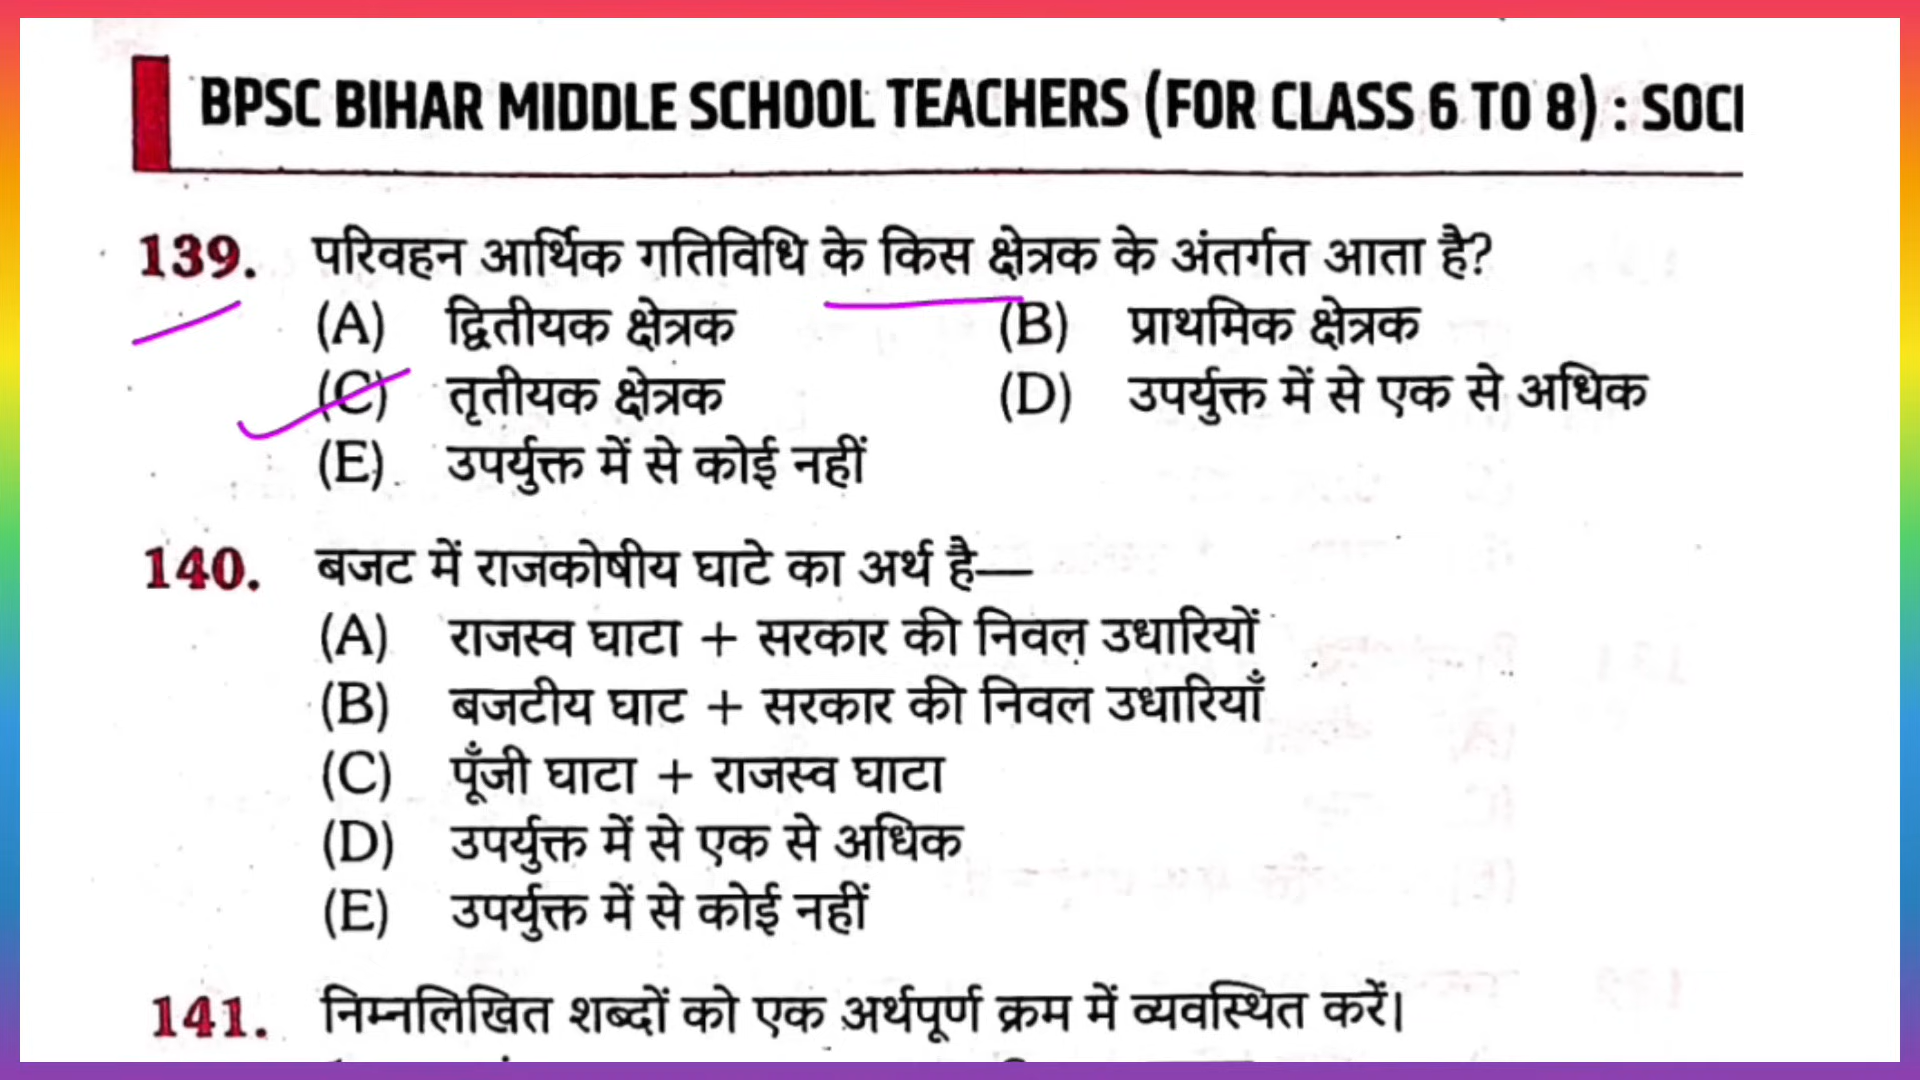 BPSC BIHAR MIDDLE SCHOOL TEACHERS (FOR CLASS 6 TO 8) : SOCI
139. परिवहन आर्थिक गतिविधि के किस क्षेत्रक के अंतर्गत आता है?
(A) द्वितीयक क्षेत्रक (B) प्राथमिक क्षेत्रक
(C) तृतीयक क्षेत्रक (D) उपर्युक्त में से एक से अधिक
(E) उपर्युक्त में से कोई नहीं
140. बजट में राजकोषीय घाटे का अर्थ है—
(A) राजस्व घाटा + सरकार की निवल उधारियों
(B) बजटीय घाट + सरकार की निवल उधारियाँ
(C) पूँजी घाटा + राजस्व घाटा
(D) उपर्युक्त में से एक से अधिक
(E) उपर्युक्त में से कोई नहीं
141. निम्नलिखित शब्दों को एक अर्थपूर्ण क्रम में व्यवस्थित करें।